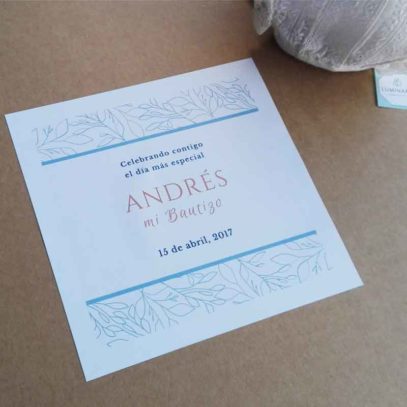 Celebrando contigo
el día más especial
ANDRÉS
mi Bautizo
15 de abril, 2017